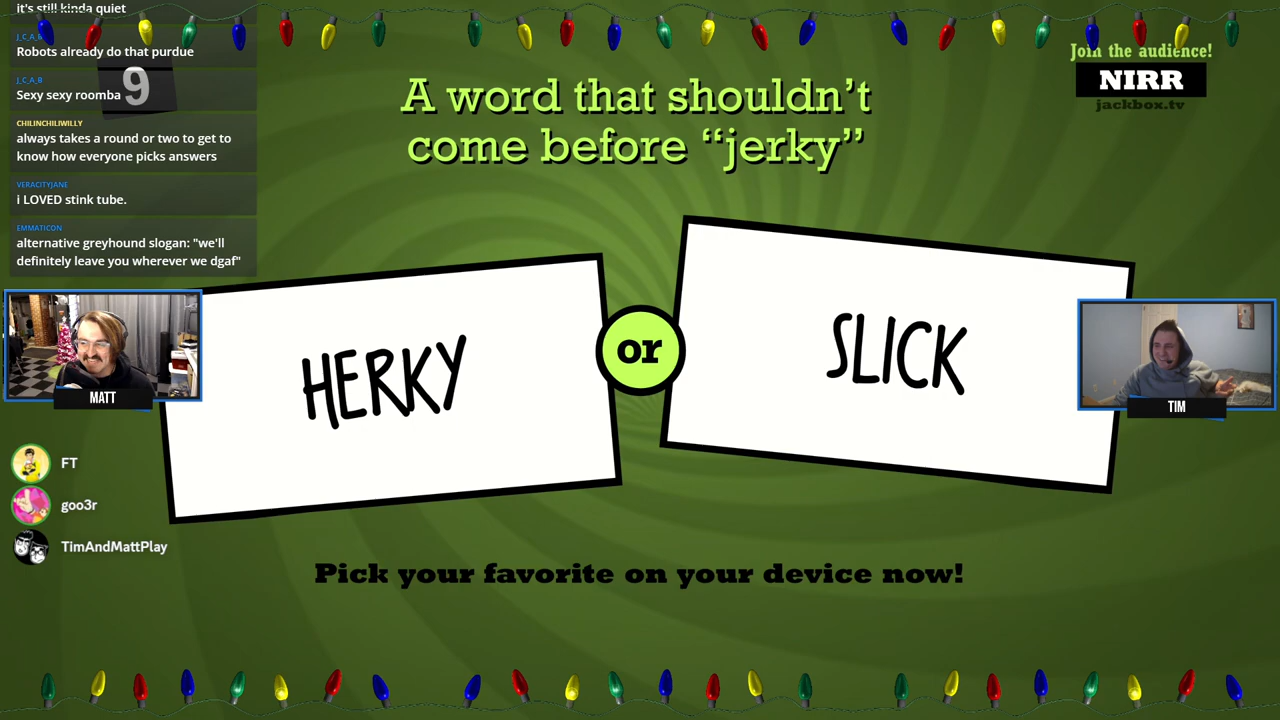 it's still kinda quiet
J_C_A_B
Robots already do that purdue
J_C_A_B
Sexy sexy roomba
9
CHILINCHILIWILLY
always takes a round or two to get to
know how everyone picks answers
VERACITYJANE
i LOVED stink tube.
EMMATICON
alternative greyhound slogan: "we'll
definitely leave you wherever we dgaf"
Join the audience!
NIRR
jackbox.tv
A word that shouldn't
come before “jerky”
HERKY
or
SLICK
MATT
TIM
FT
goo3r
TimAndMattPlay
Pick your favorite on your device now!